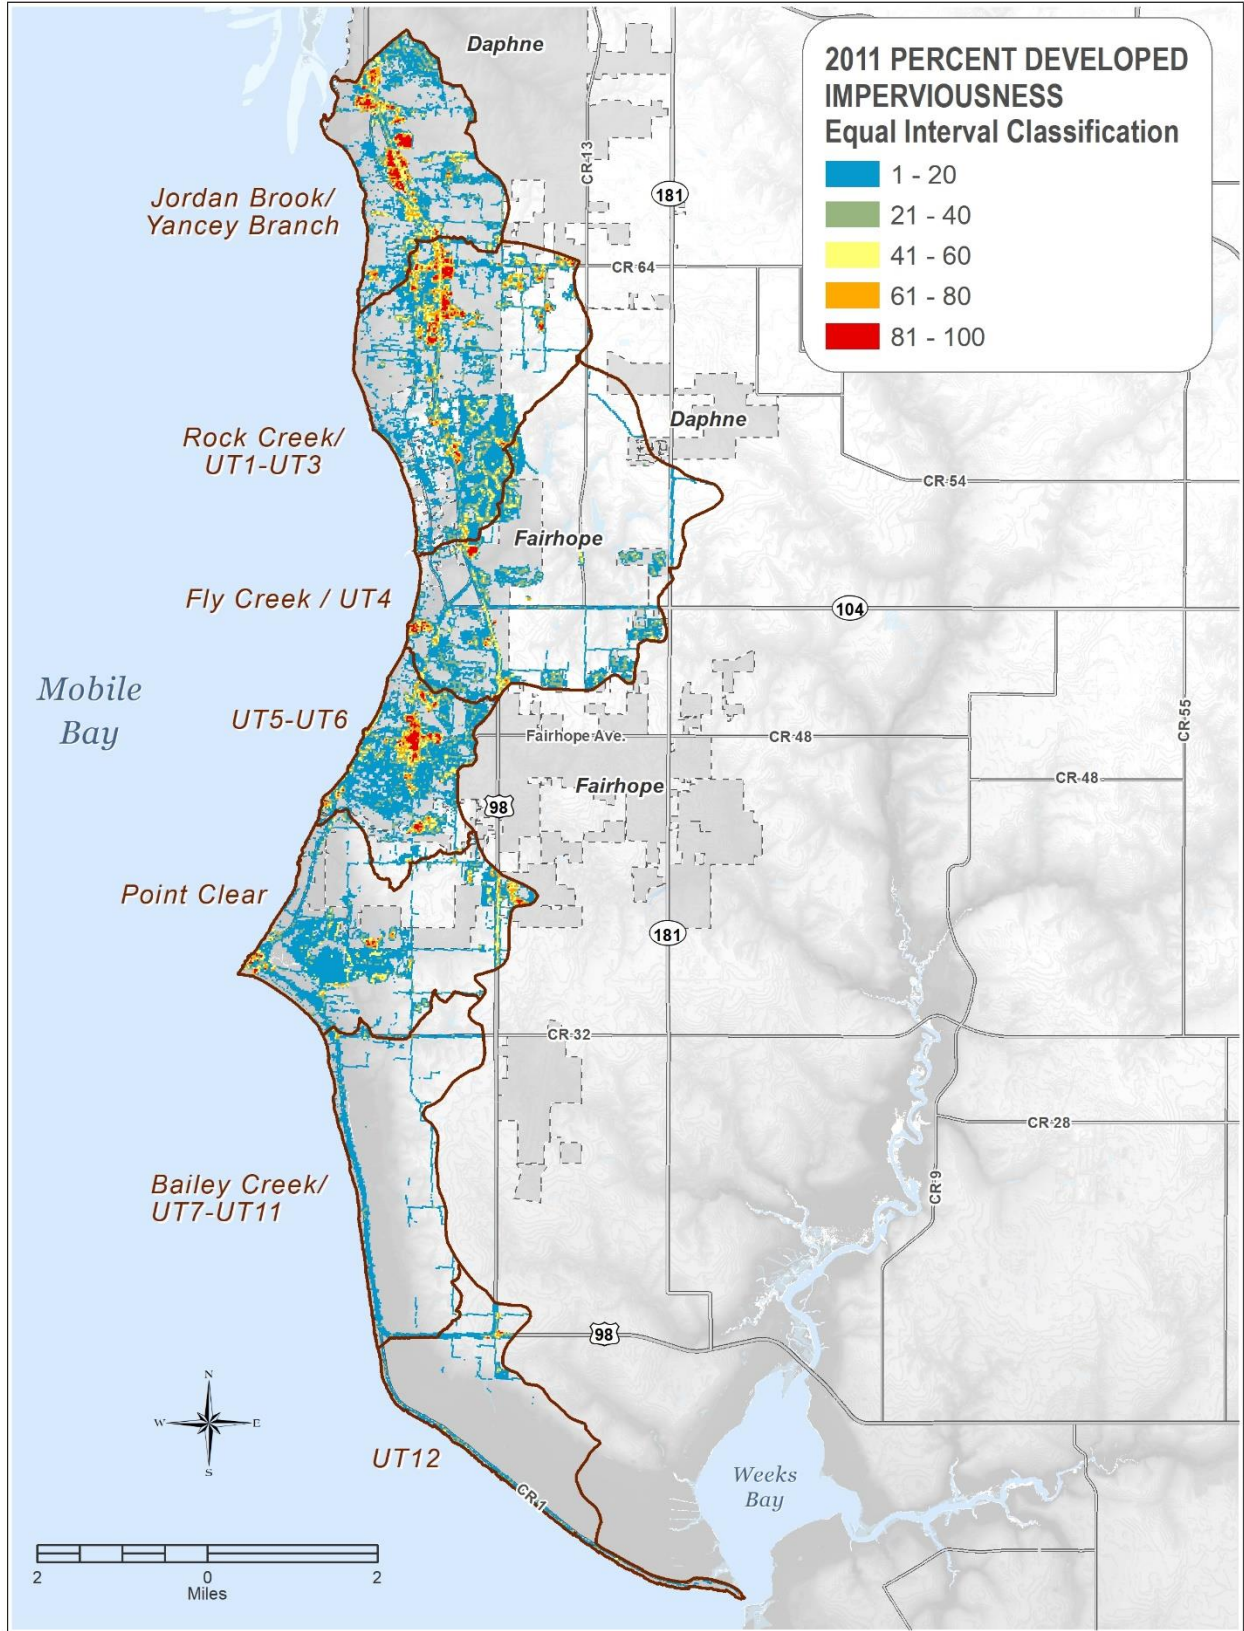 Daphne
2011 PERCENT DEVELOPED
IMPERVIOUSNESS
Equal Interval Classification
1 - 20
21 - 40
41 - 60
61 - 80
81 - 100
CR 13
181
Jordan Brook/
Yancey Branch
CR 64
Daphne
Rock Creek/
UT1-UT3
CR 54
Fairhope
Fly Creek / UT4
104
Mobile
Bay
UT5-UT6
CR 55
Fairhope Ave.
CR 48
CR 48
Fairhope
98
Point Clear
181
CR 32
CR 28
Bailey Creek/
UT7-UT11
CR 9
98
N
W
E
S
UT12
Weeks
Bay
CR 1
2
0
2
Miles